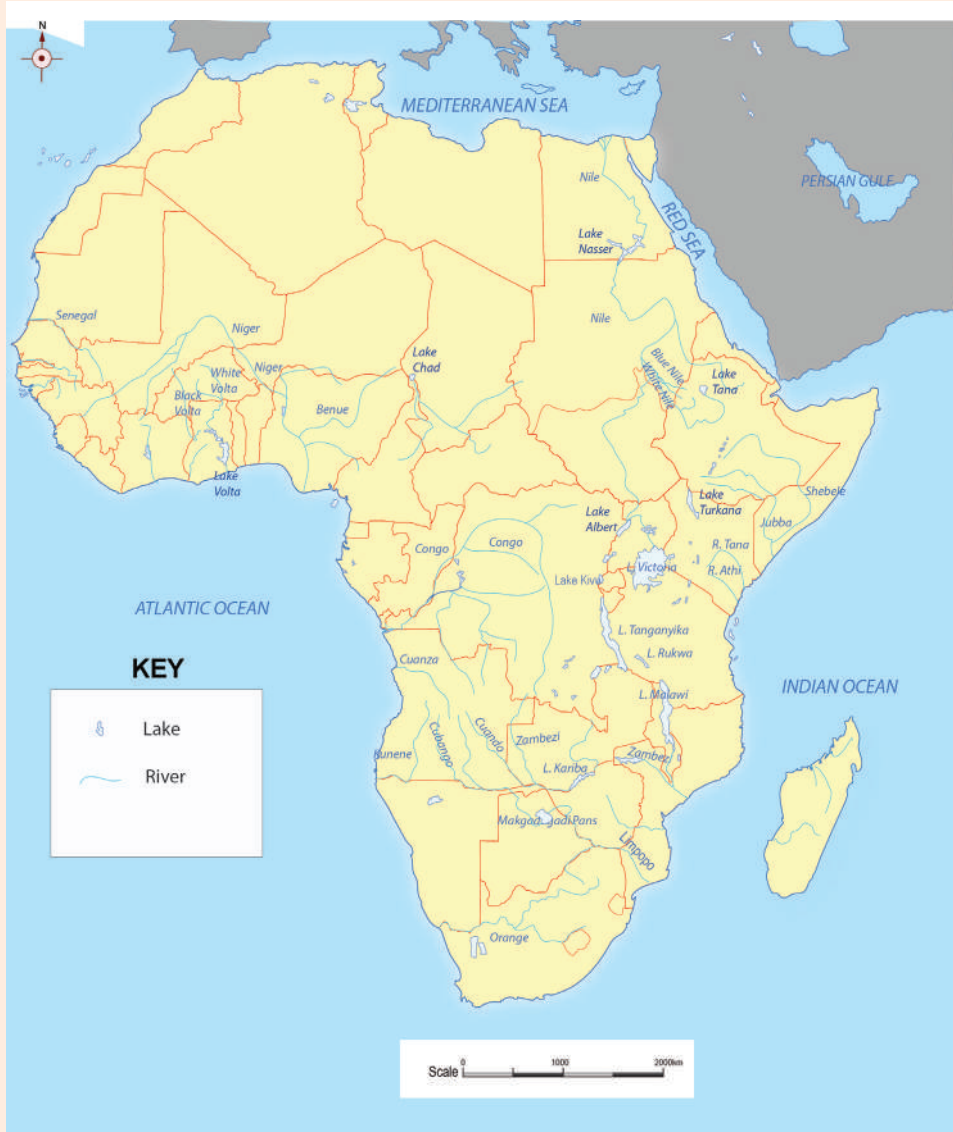 N
MEDITERRANEAN SEA
PERSIAN GULF
Nile
RED SEA
Lake
Nasser
Nile
Senegal
Niger
Niger
White
Volta
Black
Volta
Benue
Lake
Chad
Blue Nile
White Nile
Lake
Tana
Lake
Volta
Shebele
Lake
Turkana
Jubba
Lake
Albert
Congo
Congo
R. Tana
R. Athi
L. Victoria
Lake Kivu
ATLANTIC OCEAN
L. Tanganyika
L. Rukwa
Cuanza
L. Malawi
INDIAN OCEAN
KEY
Lake
River
Kunene
Cubango
Cuando
Zambezi
Zambezi
L. Kariba
Makgadigadi Pans
Limpopo
Orange
Scale 0 1000 2000km